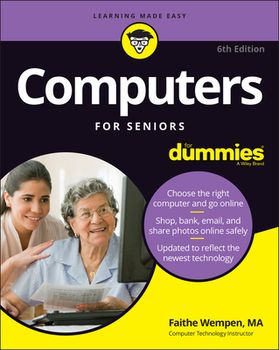 LEARNING MADE EASY
6th Edition
Computers
FOR SENIORS
for
dummies
A Wiley Brand
Choose the right
computer and go online
Shop, bank, email, and
share photos online safely
Updated to reflect the
newest technology
Faithe Wempen, MA
Computer Technology Instructor